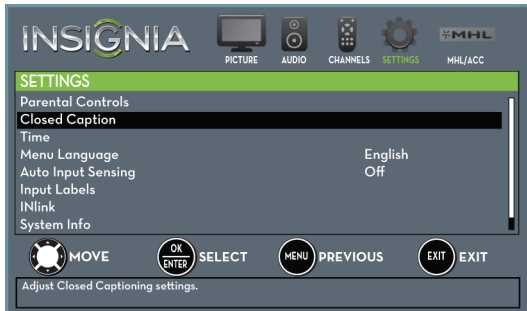 INSIGNIA
PICTURE AUDIO CHANNELS SETTINGS MHL MHL/ACC
SETTINGS
Parental Controls
Closed Caption
Time
Menu Language English
Auto Input Sensing Off
Input Labels
INlink
System Info
MOVE OK ENTER SELECT MENU PREVIOUS EXIT EXIT
Adjust Closed Captioning settings.